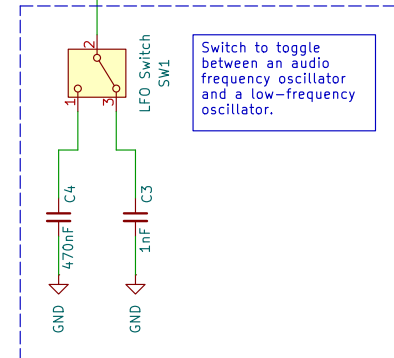 2
LFO Switch
SW1
1
3
Switch to toggle
between an audio
frequency oscillator
and a low-frequency
oscillator.
C4
470nF
C3
1nF
GND
GND